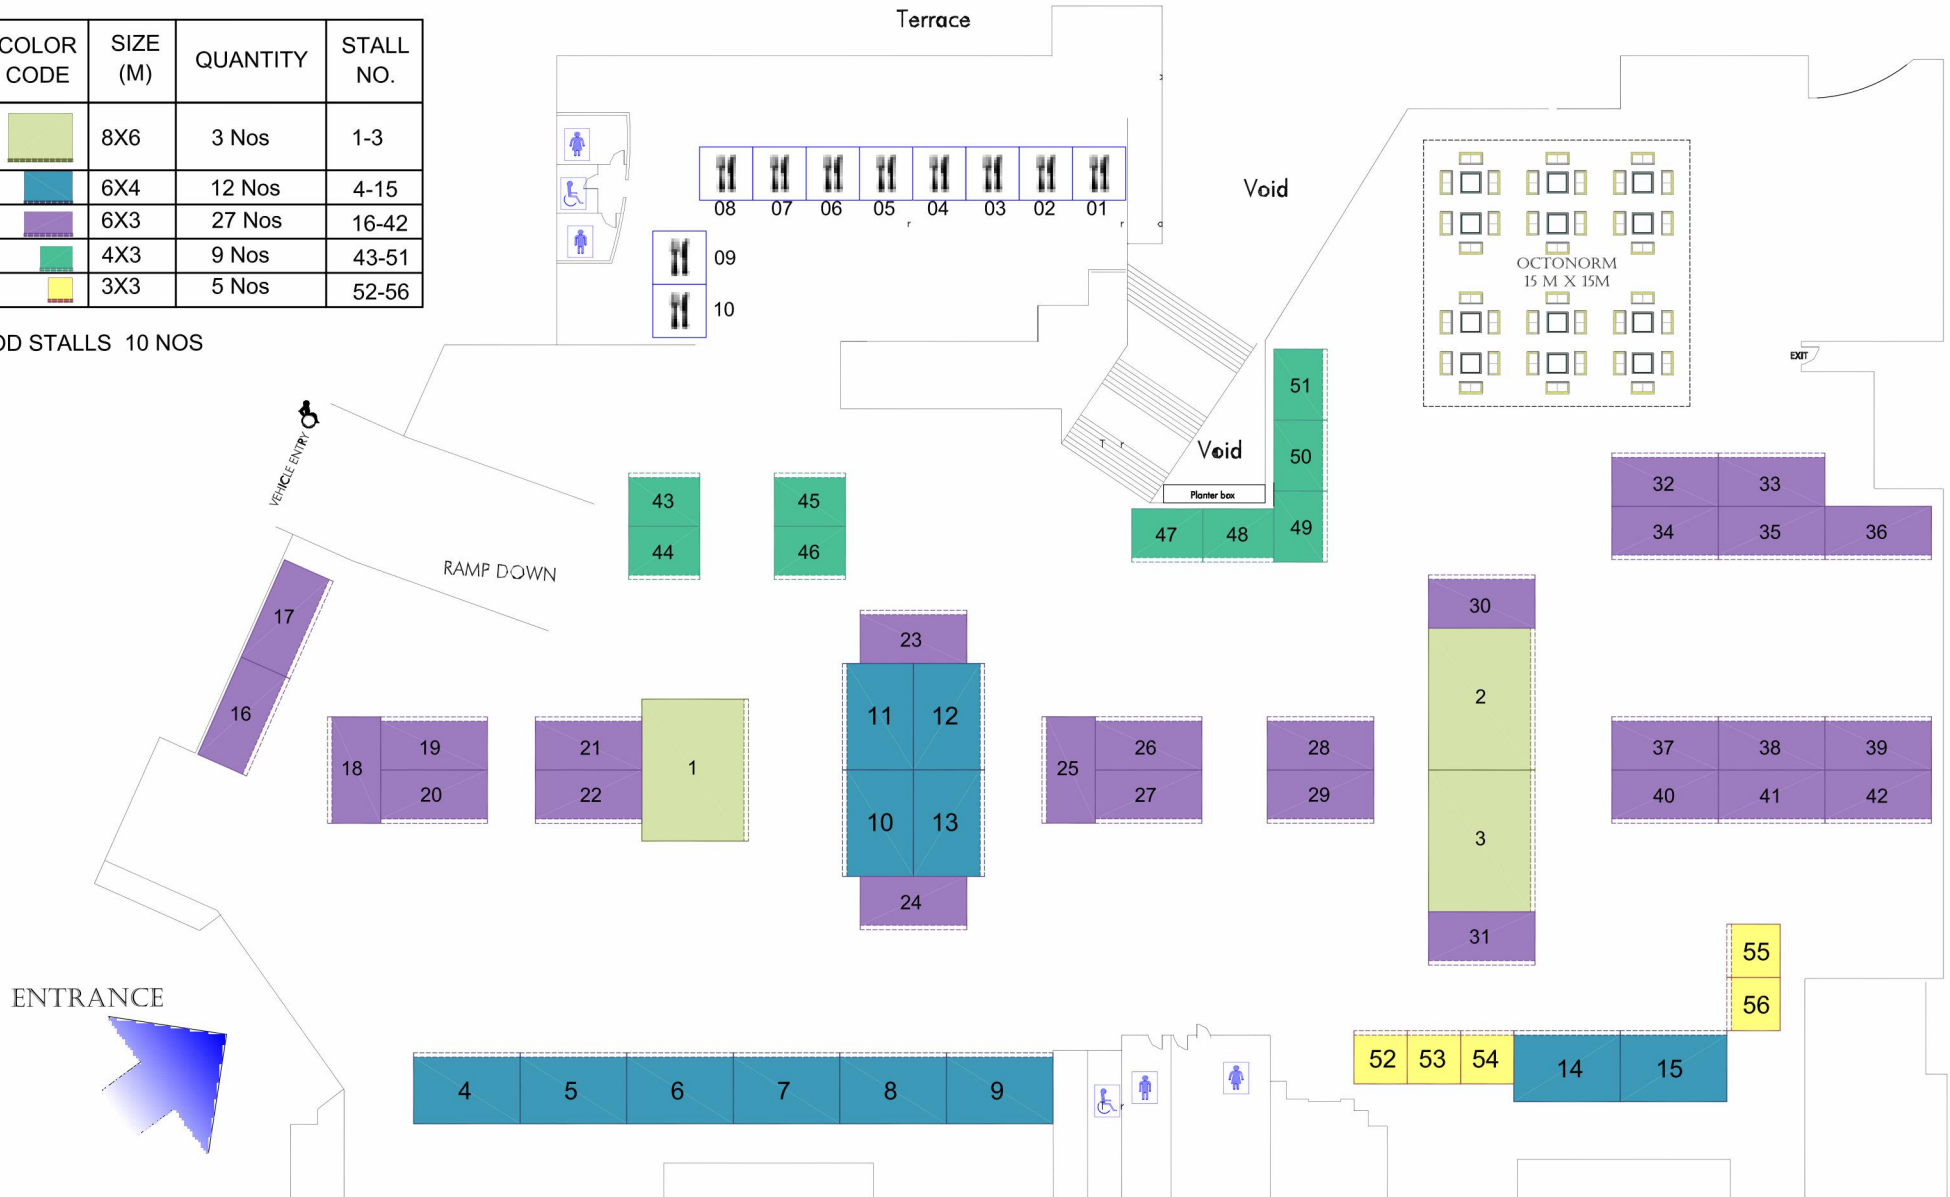 COLOR CODE SIZE (M) QUANTITY STALL NO.
8X6 3 Nos 1-3
6X4 12 Nos 4-15
6X3 27 Nos 16-42
4X3 9 Nos 43-51
3X3 5 Nos 52-56
OD STALLS 10 NOS
Terrace
Void
08 07 06 05 04 03 02 01
09
10
OCTONORM
15 M X 15M
EXIT
VEHICLE ENTRY
RAMP DOWN
Void
Planter box
51
50
49
47 48
43
44
45
46
32 33
34 35 36
17
16
23
30
2
3
31
18
19
20
21
22
1
11 12
10 13
24
25
26
27
28
29
37 38 39
40 41 42
55
56
ENTRANCE
4 5 6 7 8 9
52 53 54 14 15